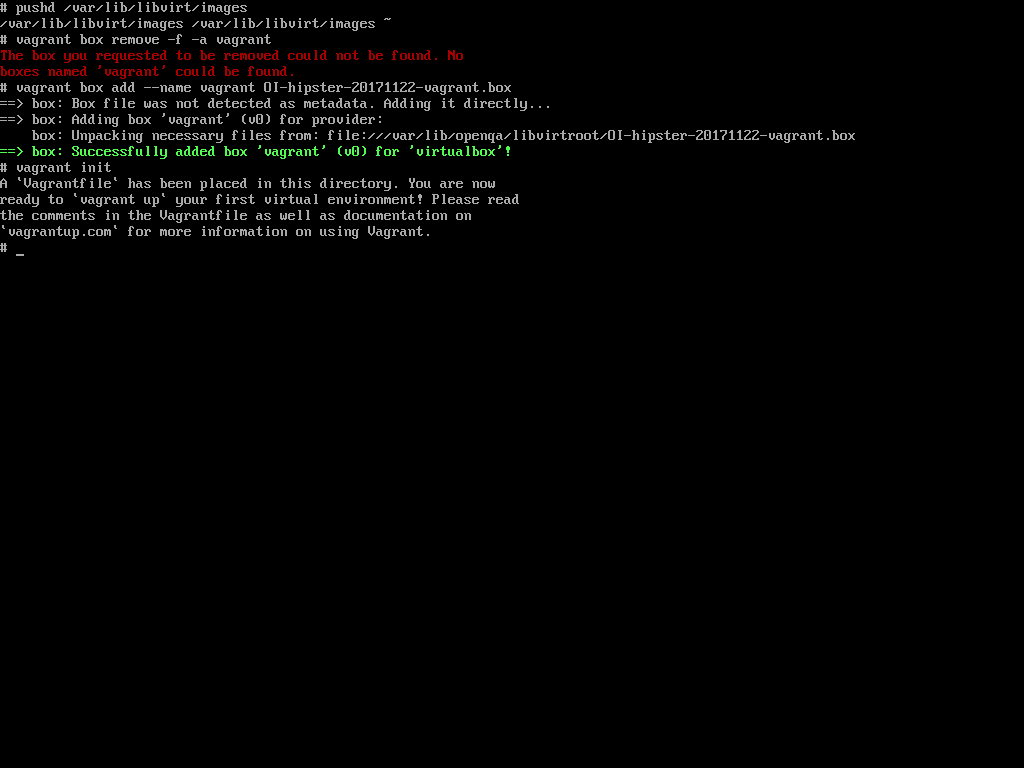 # pushd /var/lib/libvirt/images
/var/lib/libvirt/images /var/lib/libvirt/images ~
# vagrant box remove -f -a vagrant
The box you requested to be removed could not be found. No
boxes named 'vagrant' could be found.
# vagrant box add --name vagrant OI-hipster-20171122-vagrant.box
==> box: Box file was not detected as metadata. Adding it directly...
==> box: Adding box 'vagrant' (v0) for provider:
    box: Unpacking necessary files from: file:///var/lib/openqa/libvirtroot/OI-hipster-20171122-vagrant.box
==> box: Successfully added box 'vagrant' (v0) for 'virtualbox'!
# vagrant init
A `Vagrantfile` has been placed in this directory. You are now
ready to `vagrant up` your first virtual environment! Please read
the comments in the Vagrantfile as well as documentation on
`vagrantup.com` for more information on using Vagrant.
# _